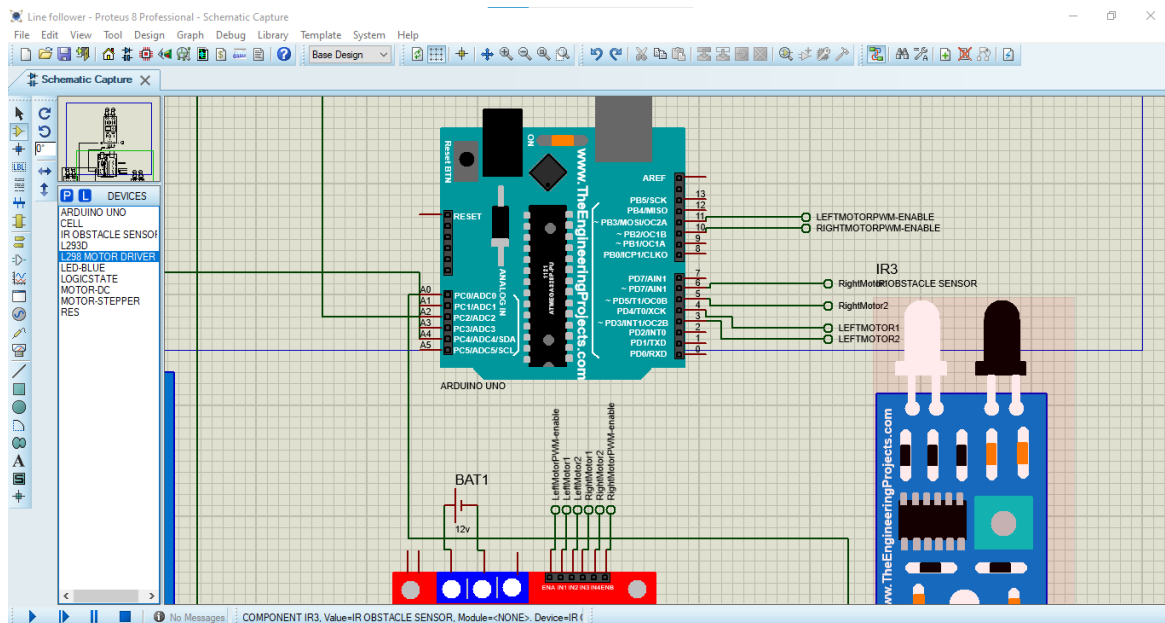 Line follower - Proteus 8 Professional - Schematic Capture
File Edit View Tool Design Graph Debug Library Template System Help
Base Design
Schematic Capture
0°
LBL
P L DEVICES
ARDUINO UNO
CELL
IR OBSTACLE SENSOF
L293D
L298 MOTOR DRIVER
LED-BLUE
LOGICSTATE
MOTOR-DC
MOTOR-STEPPER
RES
Reset BTN
ON
www.TheEngineeringProjects.com
RESET
ANALOG IN
1121
ATMEGA328P-PU
A0
A1
A2
A3
A4
A5
PC0/ADC0
PC1/ADC1
PC2/ADC2
PC3/ADC3
PC4/ADC4/SDA
PC5/ADC5/SCL
AREF
PB5/SCK
PB4/MISO
~ PB3/MOSI/OC2A
~ PB2/OC1B
~ PB1/OC1A
PB0/ICP1/CLKO
PD7/AIN1
~ PD7/AIN1
~ PD5/T1/OC0B
PD4/T0/XCK
~ PD3/INT1/OC2B
PD2/INT0
PD1/TXD
PD0/RXD
13
12
11
10
9
8
7
6
5
4
3
2
1
0
ARDUINO UNO
LEFTMOTORPWM-ENABLE
RIGHTMOTORPWM-ENABLE
IR3
IR OBSTACLE SENSOR
RightMotor2
LEFTMOTOR1
LEFTMOTOR2
BAT1
12v
LeftMotorPWM-enable
LeftMotor1
LeftMotor2
RightMotor1
RightMotor2
RightMotorPWM-enable
ENA IN1 IN2 IN3 IN4 ENB
ww.TheEngineeringProjects.com
No Messages
COMPONENT IR3, Value=IR OBSTACLE SENSOR, Module=<NONE>. Device=IR